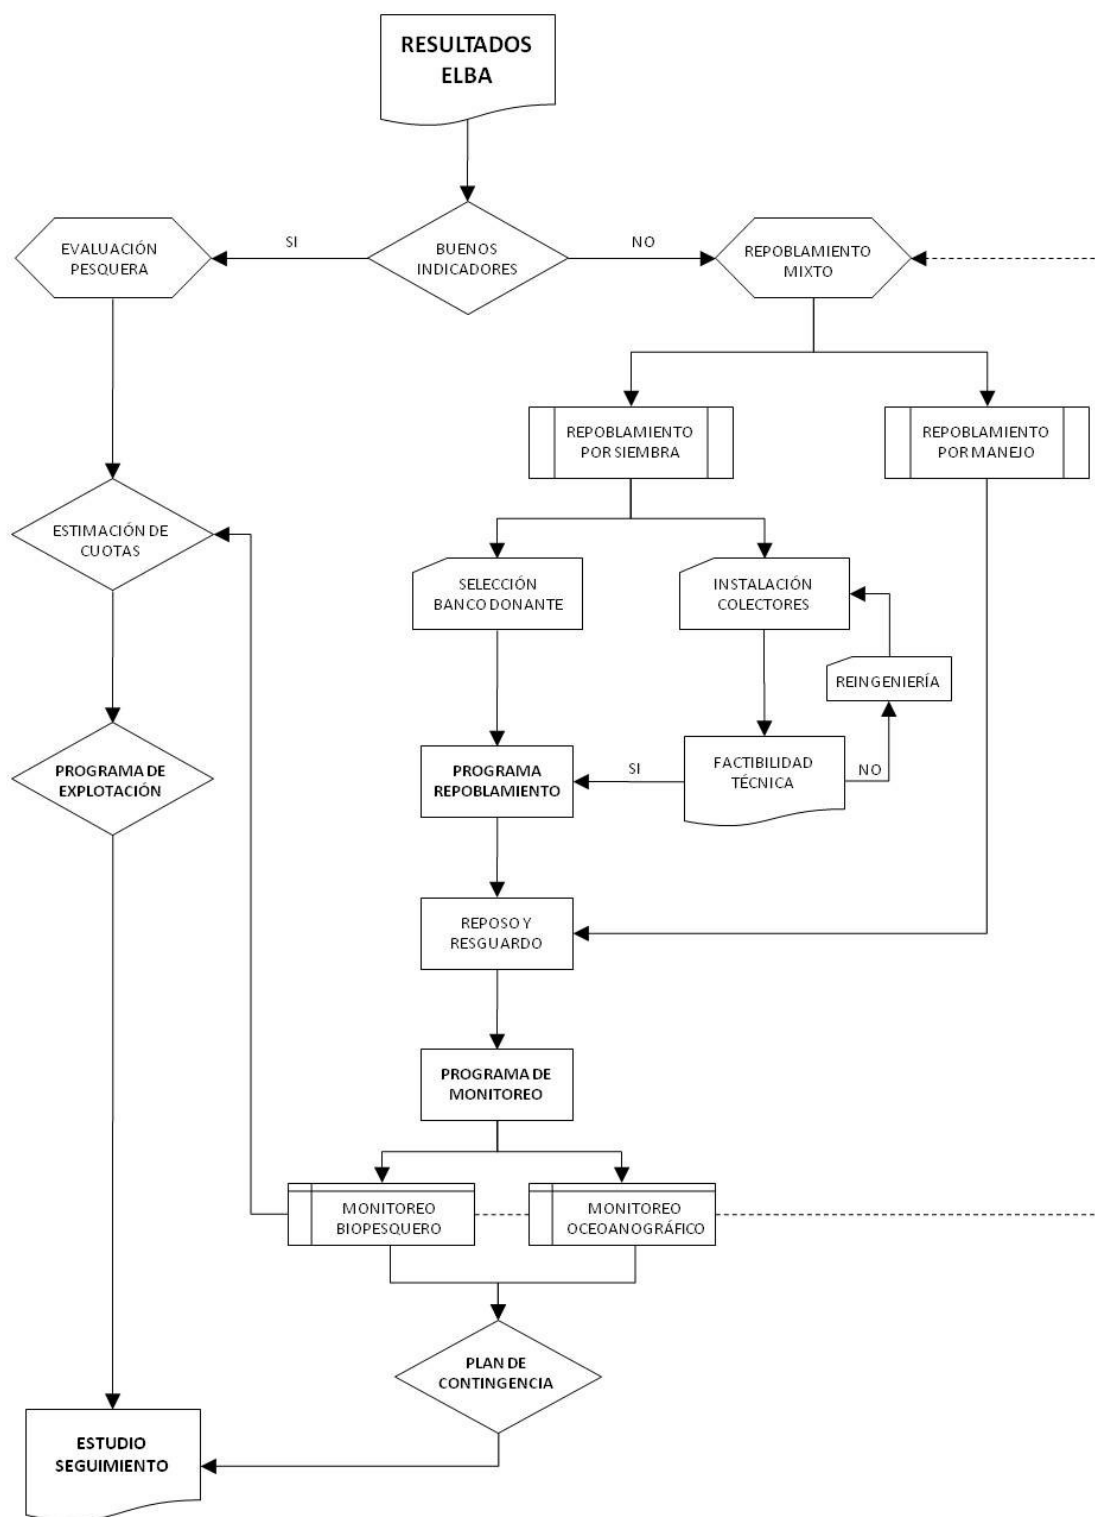 RESULTADOS
ELBA
EVALUACIÓN
PESQUERA
SI
BUENOS
INDICADORES
NO
REPOBLAMIENTO
MIXTO
REPOBLAMIENTO
POR SIEMBRA
REPOBLAMIENTO
POR MANEJO
ESTIMACIÓN DE
CUOTAS
SELECCIÓN
BANCO DONANTE
INSTALACIÓN
COLECTORES
REINGENIERÍA
PROGRAMA DE
EXPLOTACIÓN
PROGRAMA
REPOBLAMIENTO
SI
FACTIBILIDAD
TÉCNICA
NO
REPOSO Y
RESGUARDO
PROGRAMA DE
MONITOREO
MONITOREO
BIOPESQUERO
MONITOREO
OCEOANOGRÁFICO
PLAN DE
CONTINGENCIA
ESTUDIO
SEGUIMIENTO